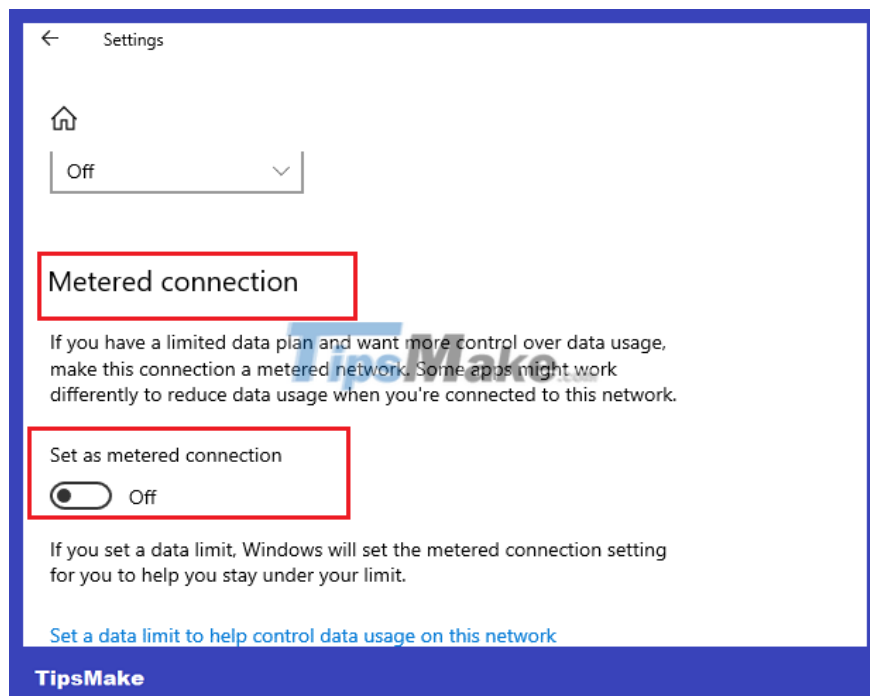 Settings
Off
Metered connection
If you have a limited data plan and want more control over data usage,
make this connection a metered network. Some apps might work
differently to reduce data usage when you're connected to this network.
TipsMake.com
Set as metered connection
Off
If you set a data limit, Windows will set the metered connection setting
for you to help you stay under your limit.
Set a data limit to help control data usage on this network
TipsMake